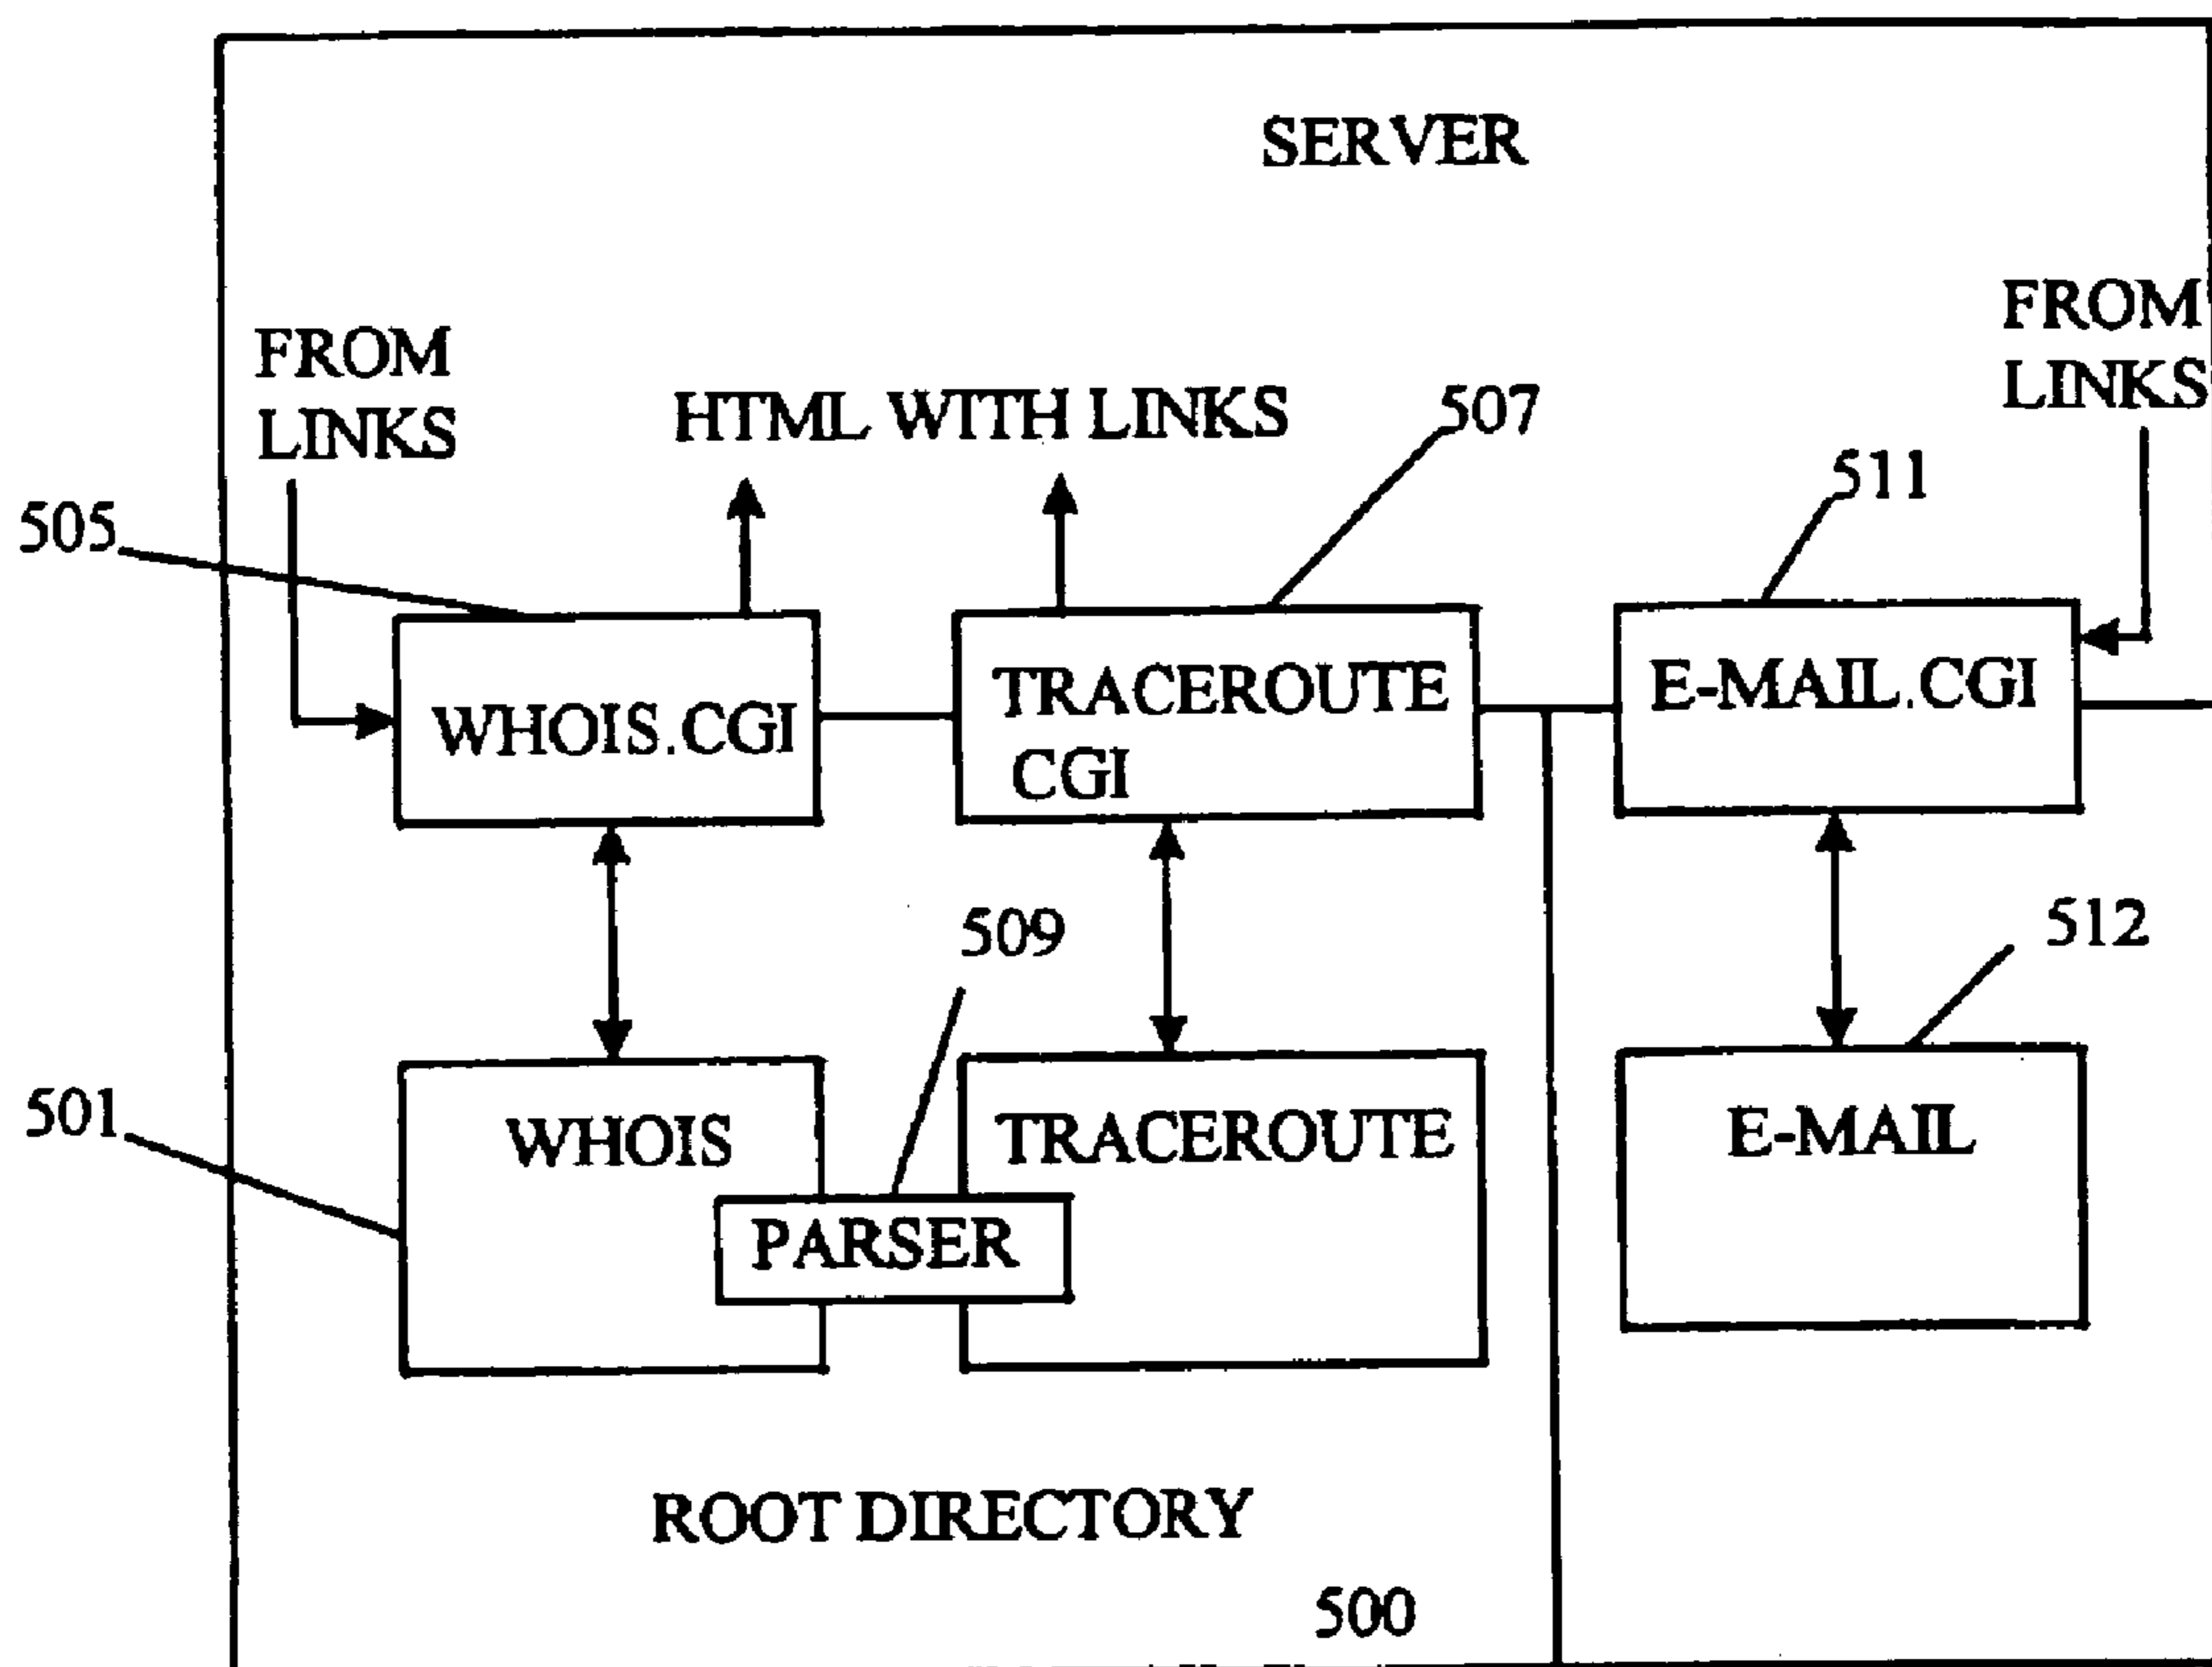 SERVER
FROM
LINKS
FROM
LINKS
HTML WITH LINKS
507
511
505
WHOIS.CGI
TRACEROUTE
CGI
E-MAIL.CGI
509
512
501
WHOIS
TRACEROUTE
E-MAIL
PARSER
ROOT DIRECTORY
500